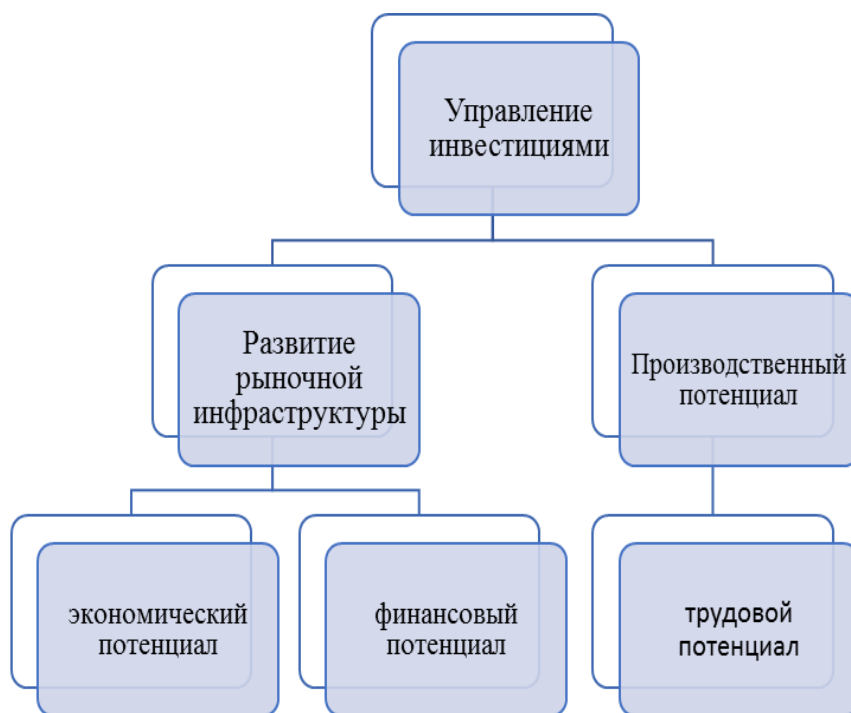 Управление
инвестициями
Развитие
рыночной
инфраструктуры
Производственный
потенциал
экономический
потенциал
финансовый
потенциал
трудовой
потенциал